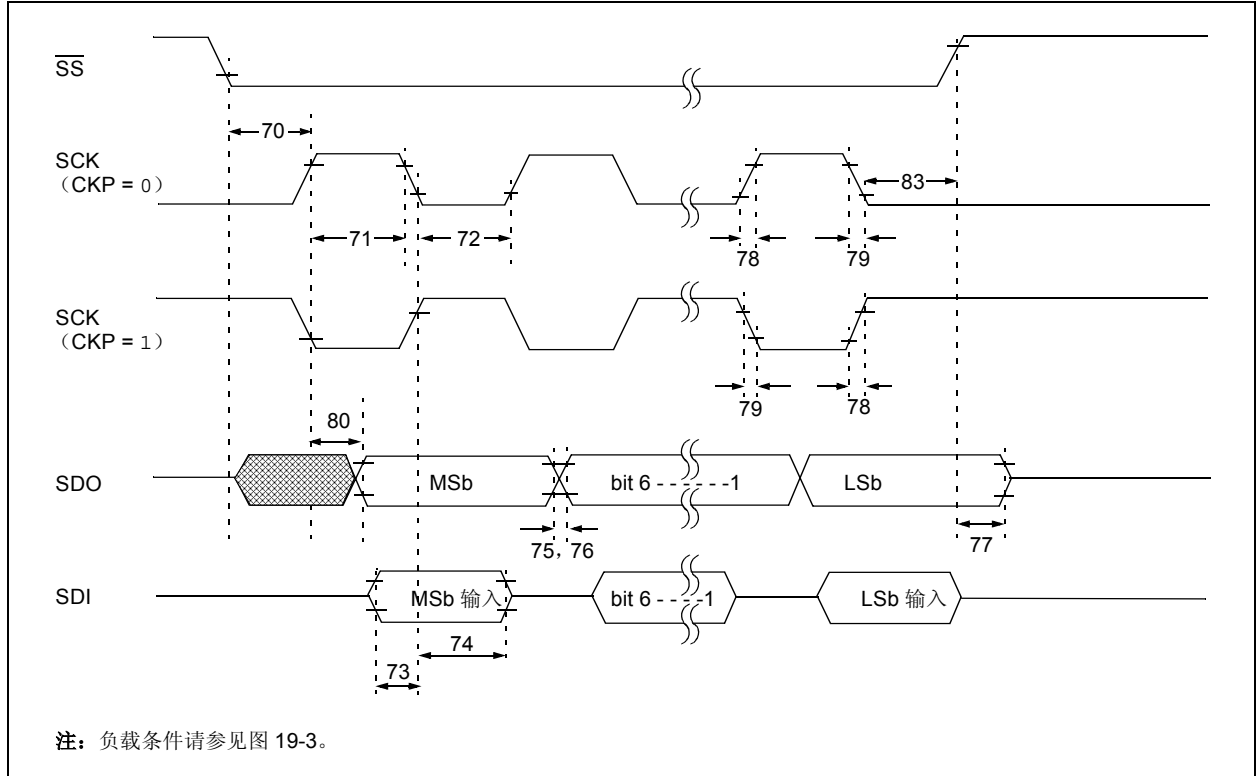 SS
70
SCK
（CKP = 0）
83
71
72
78
79
SCK
（CKP = 1）
79
78
80
SDO
MSb
bit 6 - - - - - - -1
LSb
75，76
77
SDI
MSb 输入
bit 6 - - - - -1
LSb 输入
74
73
注：负载条件请参见图 19-3。